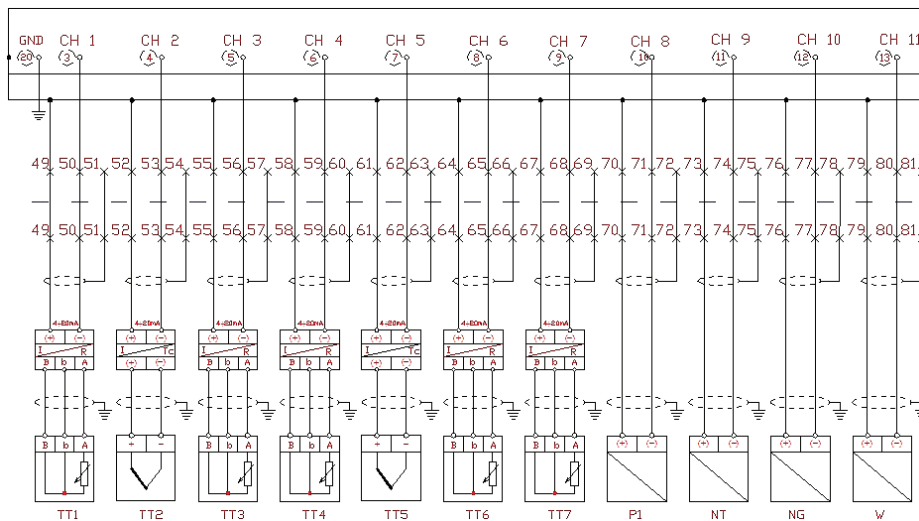 GND CH 1 CH 2 CH 3 CH 4 CH 5 CH 6 CH 7 CH 8 CH 9 CH 10 CH 11
20 3 4 5 6 7 8 9 10 11 12 13
49 50 51 52 53 54 55 56 57 58 59 60 61 62 63 64 65 66 67 68 69 70 71 72 73 74 75 76 77 78 79 80 81
49 50 51 52 53 54 55 56 57 58 59 60 61 62 63 64 65 66 67 68 69 70 71 72 73 74 75 76 77 78 79 80 81
4÷20mA 4÷20mA 4÷20mA 4÷20mA 4÷20mA 4÷20mA 4÷20mA
(+) (-) (+) (-) (+) (-) (+) (-) (+) (-) (+) (-) (+) (-)
I R I Tc I R I R I Tc I R I R
B b A (+) (-) B b A B b A (+) (-) B b A B b A
B b A + - B b A B b A + - B b A B b A (+) (-) (+) (-) (+) (-) (+) (-)
TT1 TT2 TT3 TT4 TT5 TT6 TT7 P1 NT NG W